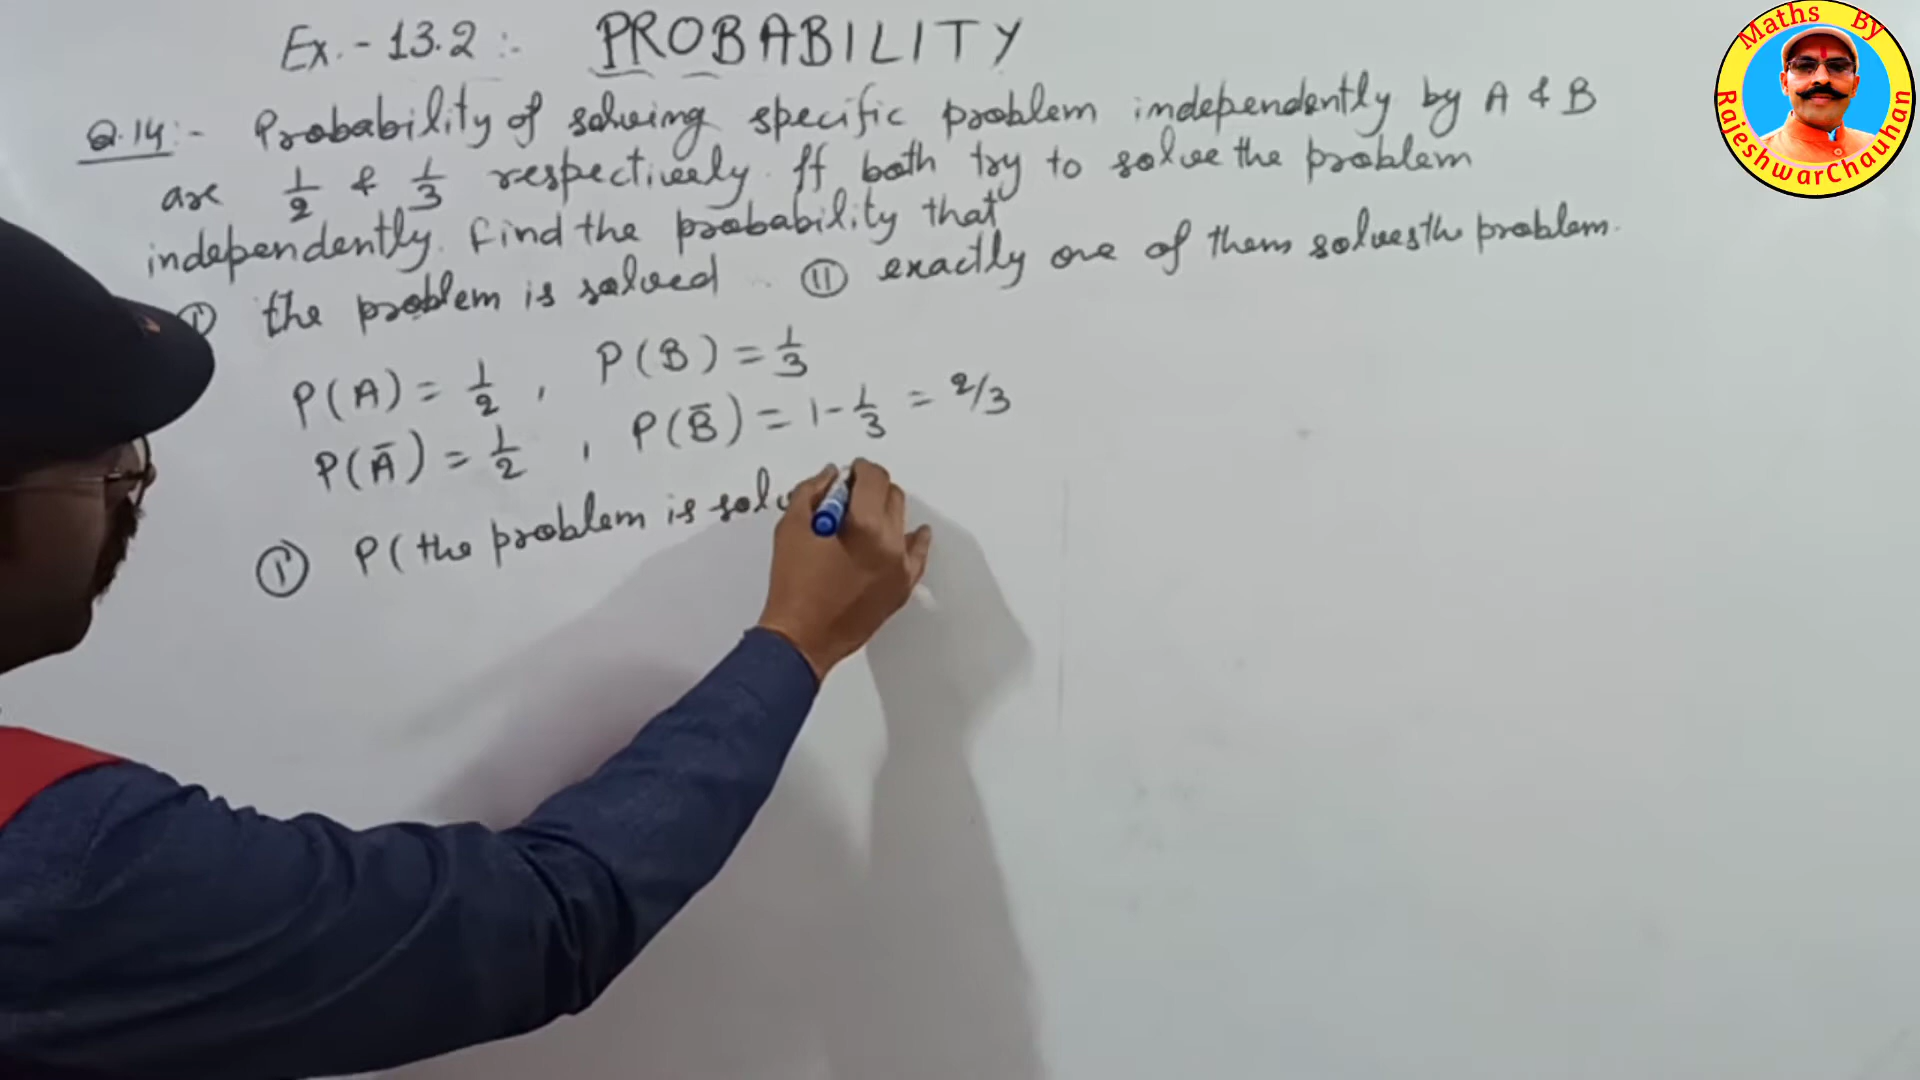 Ex. - 13.2 :- PROBABILITY
Q.14 :- Probability of solving specific problem independently by A & B
are 1/2 & 1/3 respectively. If both try to solve the problem
independently. Find the probability that
I the problem is solved . II exactly one of them solves the problem.
P(A) = 1/2 , P(B) = 1/3
P(Ā) = 1/2 , P(B̄) = 1 - 1/3 = 2/3
I P( the problem is solv
Maths By
RajeshwarChauhan